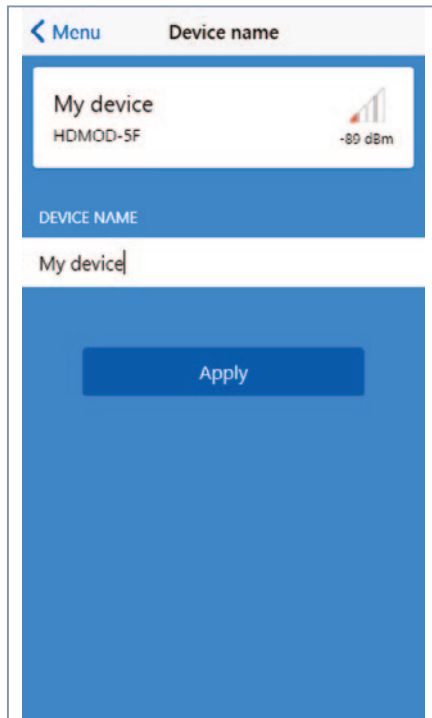 Menu
Device name
My device
HDMOD-5F
-89 dBm
DEVICE NAME
My device
Apply